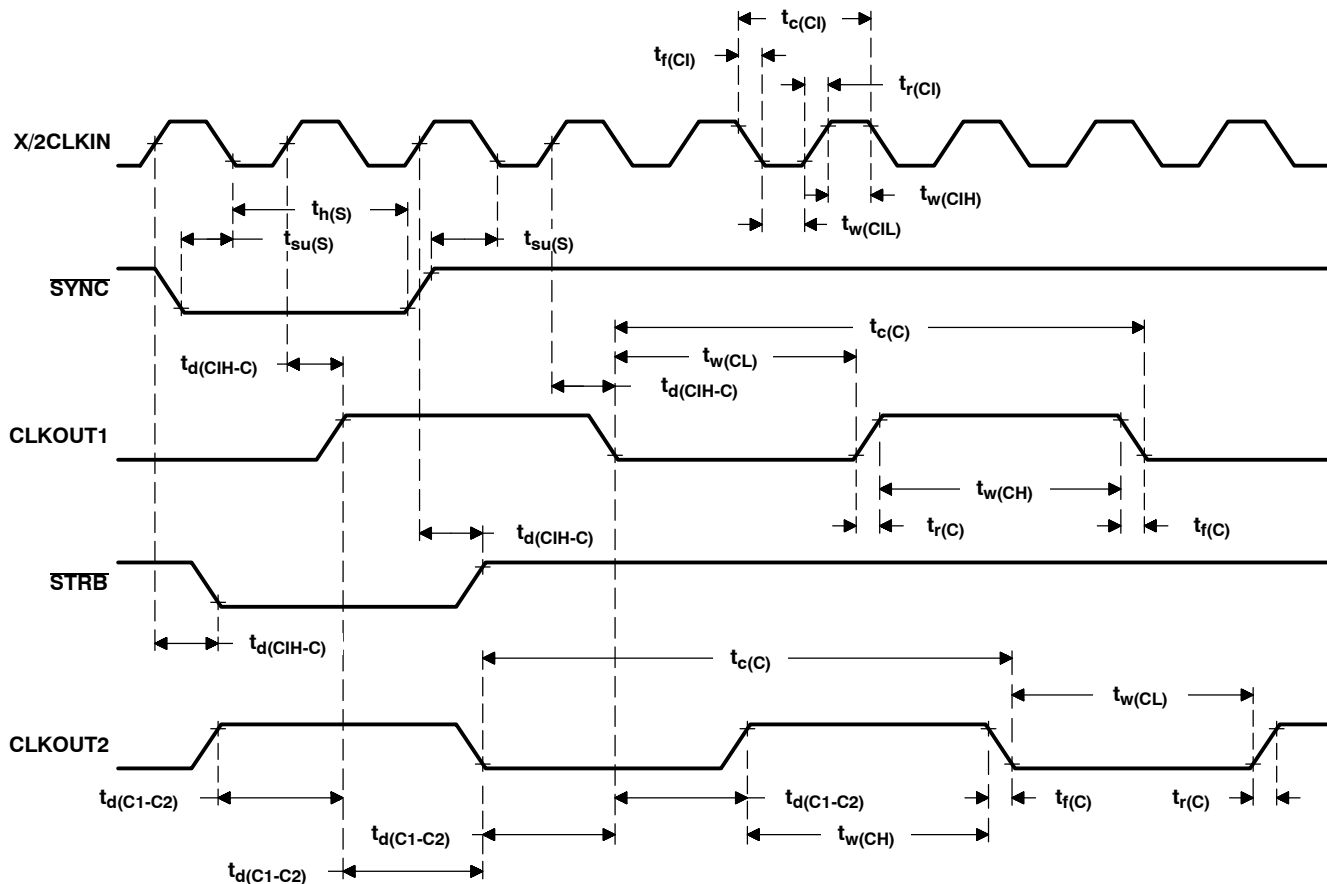 tc(CI)
tf(CI)
tr(CI)
X/2CLKIN
tw(CIH)
th(S)
tw(CIL)
tsu(S)
tsu(S)
SYNC
tc(C)
tw(CL)
td(CIH-C)
td(CIH-C)
CLKOUT1
tw(CH)
tr(C)
tf(C)
td(CIH-C)
STRB
td(CIH-C)
tc(C)
tw(CL)
CLKOUT2
td(C1-C2)
td(C1-C2)
tf(C)
tr(C)
td(C1-C2)
tw(CH)
td(C1-C2)